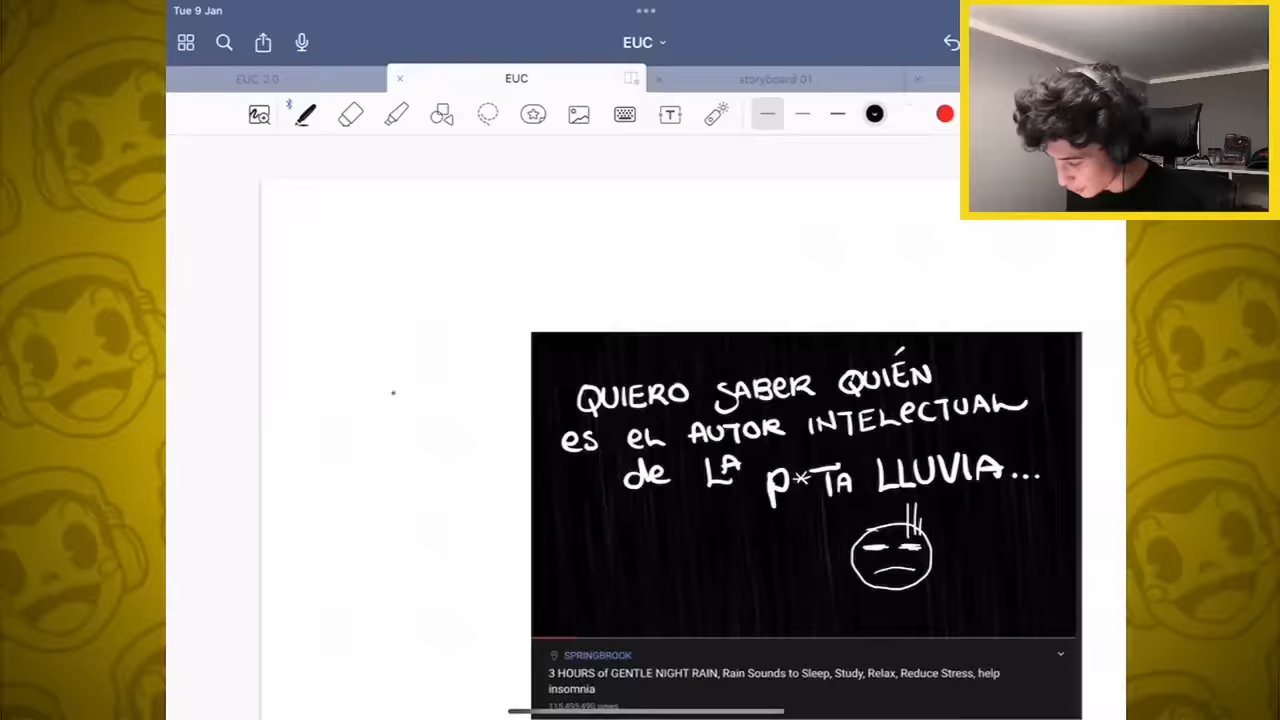 Tue 9 Jan
EUC
EUC 2.0
EUC
storyboard 01
T
QUIERO SABER QUIÉN
es eL AUTOR INTELeCTUAL
de LA P*TA LLUVIA...
SPRINGBROOK
3 HOURS of GENTLE NIGHT RAIN, Rain Sounds to Sleep, Study, Relax, Reduce Stress, help
insomnia